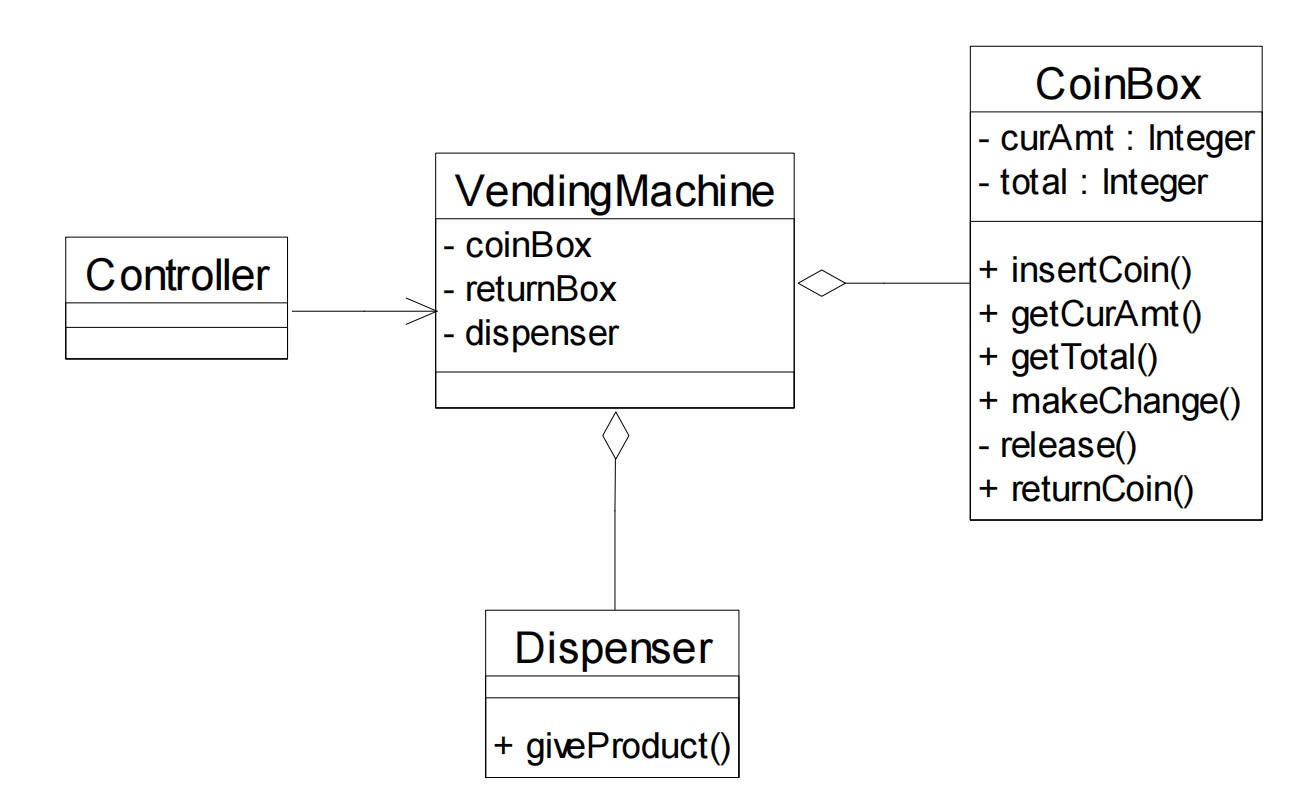 Controller
VendingMachine
- coinBox
- returnBox
- dispenser
CoinBox
- curAmt : Integer
- total : Integer
+ insertCoin()
+ getCurAmt()
+ getTotal()
+ makeChange()
- release()
+ returnCoin()
Dispenser
+ giveProduct()